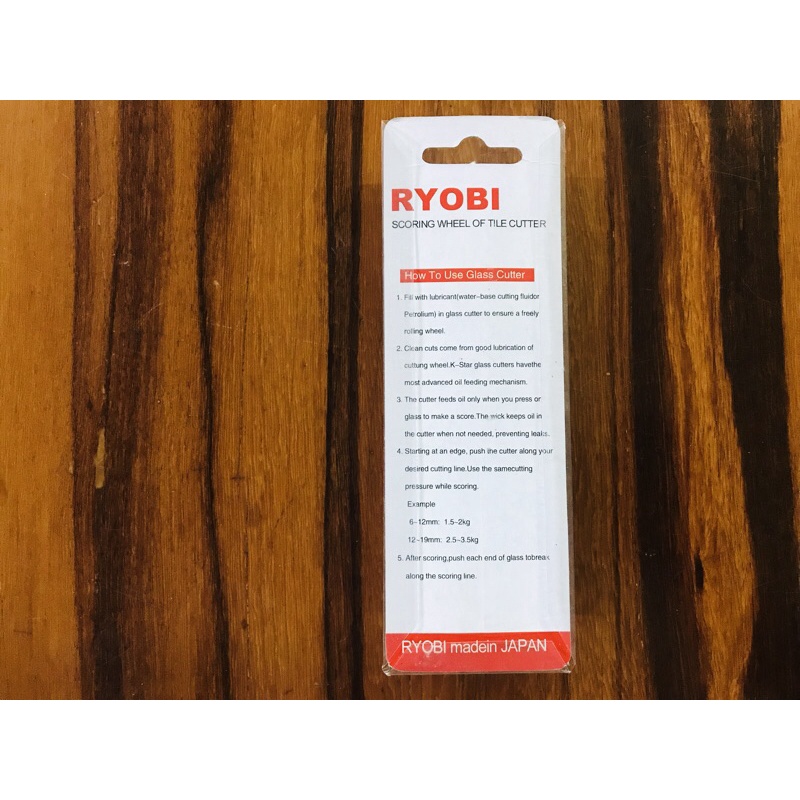 RYOBI
SCORING WHEEL OF TILE CUTTER
How To Use Glass Cutter
1. Fill with lubricant(water-base cutting fluidor
Petrolium) in glass cutter to ensure a freely
rolling wheel.
2. Clean cuts come from good lubrication of
cuttung wheel.K-Star glass cutters havethe
most advanced oil feeding mechanism.
3. The cutter feeds oil only when you press or
glass to make a score.The wick keeps oil in
the cutter when not needed, preventing leaks.
4. Starting at an edge, push the cutter along your
desired cutting line.Use the samecutting
pressure while scoring.
Example
6-12mm: 1.5-2kg
12-19mm: 2.5-3.5kg
5. After scoring,push each end of glass tobreak
along the scoring line.
RYOBI madein JAPAN